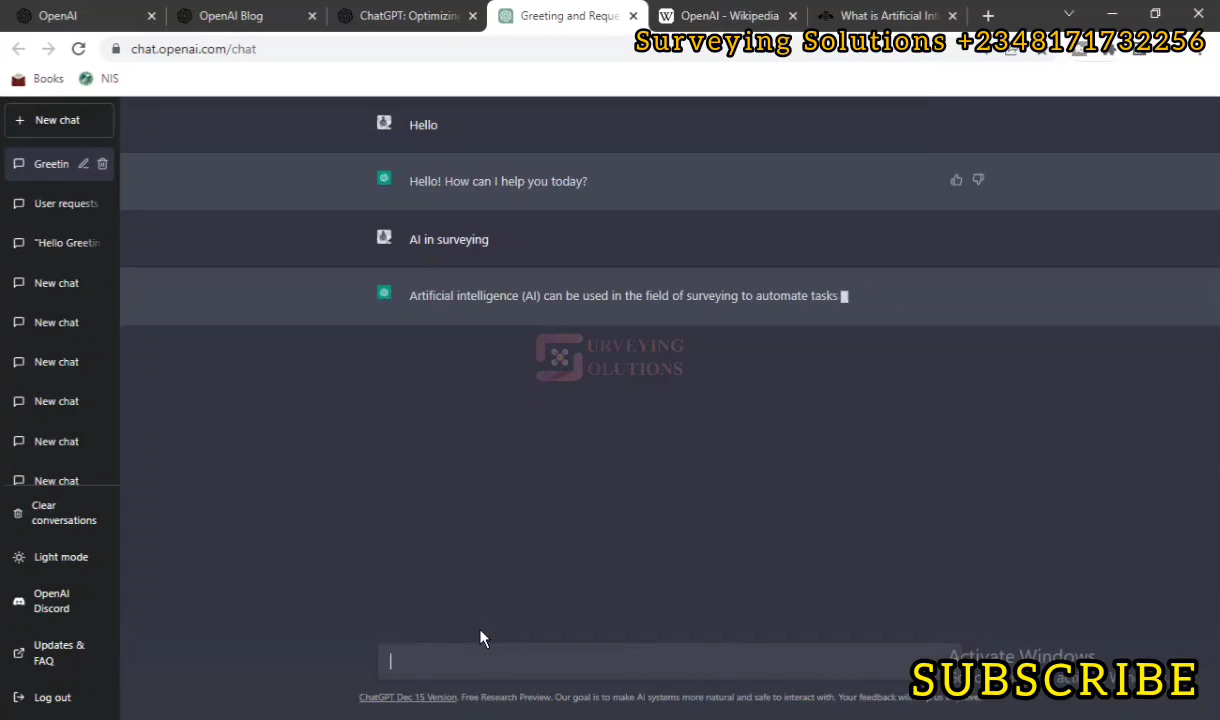 OpenAI
OpenAI Blog
ChatGPT: Optimizing
Greeting and Reque
OpenAI - Wikipedia
What is Artificial Int
chat.openai.com/chat
Surveying Solutions +2348171732256
Books
NIS
New chat
Hello
Greetin
Hello! How can I help you today?
User requests
"Hello Greetin
AI in surveying
New chat
Artificial intelligence (AI) can be used in the field of surveying to automate tasks
New chat
SURVEYING
SOLUTIONS
New chat
New chat
New chat
New chat
Clear
conversations
Light mode
OpenAI
Discord
Updates &
FAQ
Activate Windows
SUBSCRIBE
Log out
ChatGPT Dec 15 Version. Free Research Preview. Our goal is to make AI systems more natural and safe to interact with. Your feedback